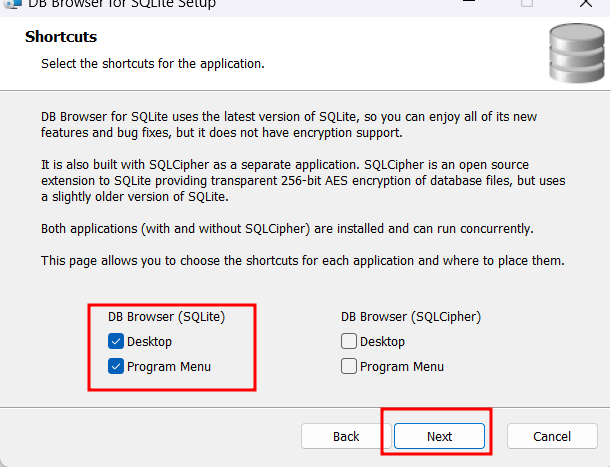 DB Browser for SQLite Setup
Shortcuts
Select the shortcuts for the application.
DB Browser for SQLite uses the latest version of SQLite, so you can enjoy all of its new
features and bug fixes, but it does not have encryption support.
It is also built with SQLCipher as a separate application. SQLCipher is an open source
extension to SQLite providing transparent 256-bit AES encryption of database files, but uses
a slightly older version of SQLite.
Both applications (with and without SQLCipher) are installed and can run concurrently.
This page allows you to choose the shortcuts for each application and where to place them.
DB Browser (SQLite)
Desktop
Program Menu
DB Browser (SQLCipher)
Desktop
Program Menu
Back
Next
Cancel